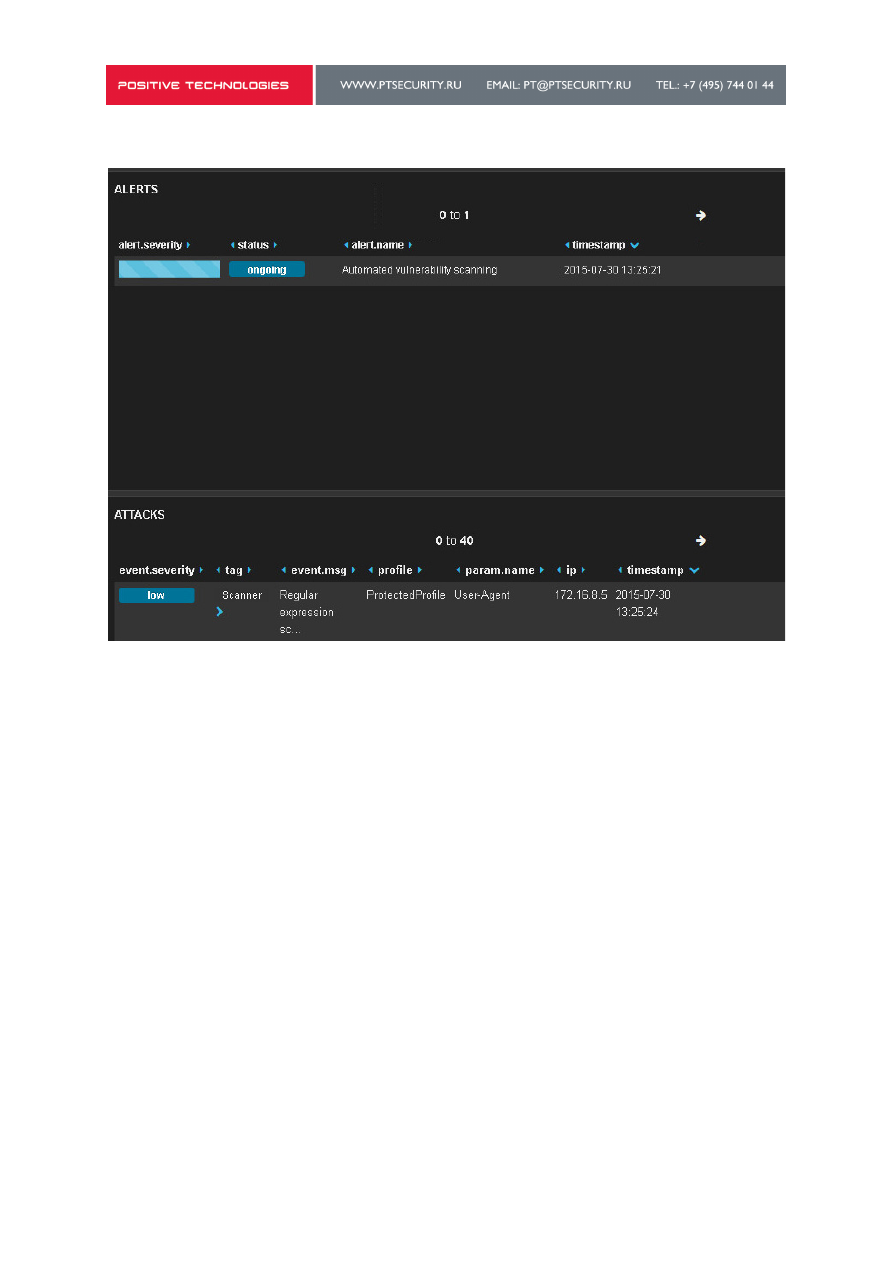 POSITIVE TECHNOLOGIES WWW.PTSECURITY.RU EMAIL: PT@PTSECURITY.RU TEL.: +7 (495) 744 01 44
ALERTS
0 to 1
alert.severity status alert.name timestamp
ongoing Automated vulnerability scanning 2015-07-30 13:25:21
ATTACKS
0 to 40
event.severity tag event.msg profile param.name ip timestamp
low Scanner Regular ProtectedProfile User-Agent 172.16.8.5 2015-07-30
expression 13:25:24
sc...